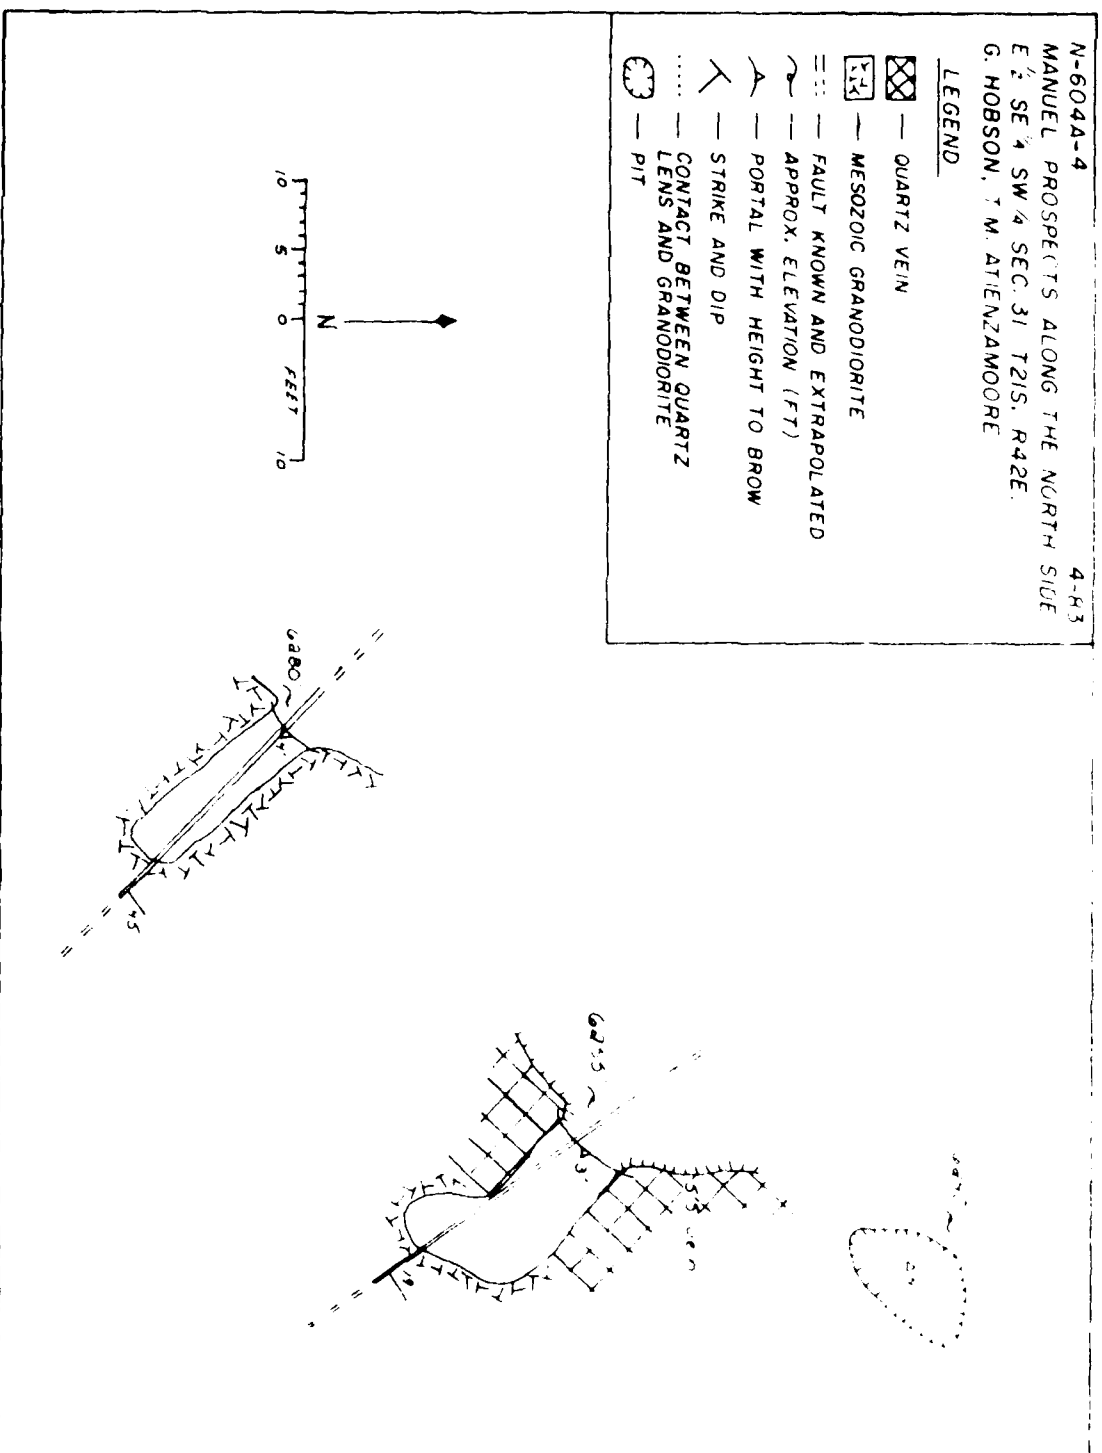 N-604A-4 4-83
MANUEL PROSPECTS ALONG THE NORTH SIDE
E ½ SE ¼ SW ¼ SEC. 31 T21S, R42E.
G. HOBSON, T.M. ATIENZAMOORE
LEGEND
— QUARTZ VEIN
— MESOZOIC GRANODIORITE
— FAULT KNOWN AND EXTRAPOLATED
— APPROX. ELEVATION (FT)
— PORTAL WITH HEIGHT TO BROW
— STRIKE AND DIP
— CONTACT BETWEEN QUARTZ
LENS AND GRANODIORITE
— PIT
N
10 5 0 FEET 10
6280
45
3'